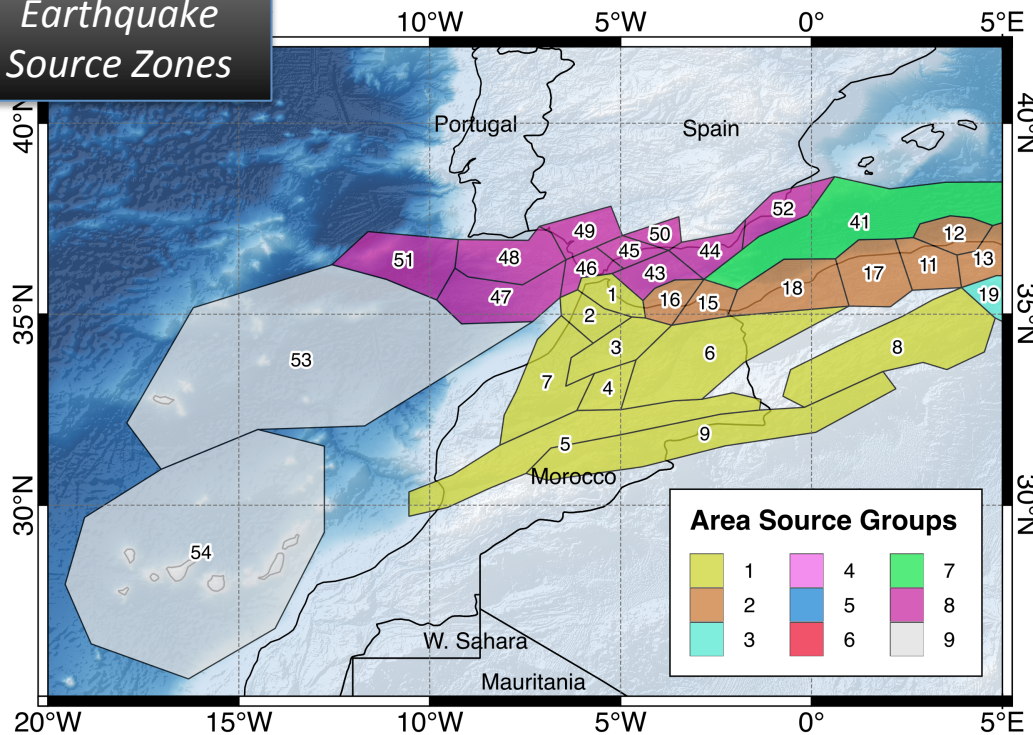 Earthquake
Source Zones
10°W 5°W 0° 5°E
40°N 40°N
Portugal Spain
52
49 50 41
45 44 12
51 48 46 43 11 13
47 1 16 15 18 17 19
35°N 2 35°N
53 3 6 8
7 4
5 9
Morocco
30°N 30°N
54
Area Source Groups
1 4 7
2 5 8
3 6 9
W. Sahara
Mauritania
20°W 15°W 10°W 5°W 0° 5°E